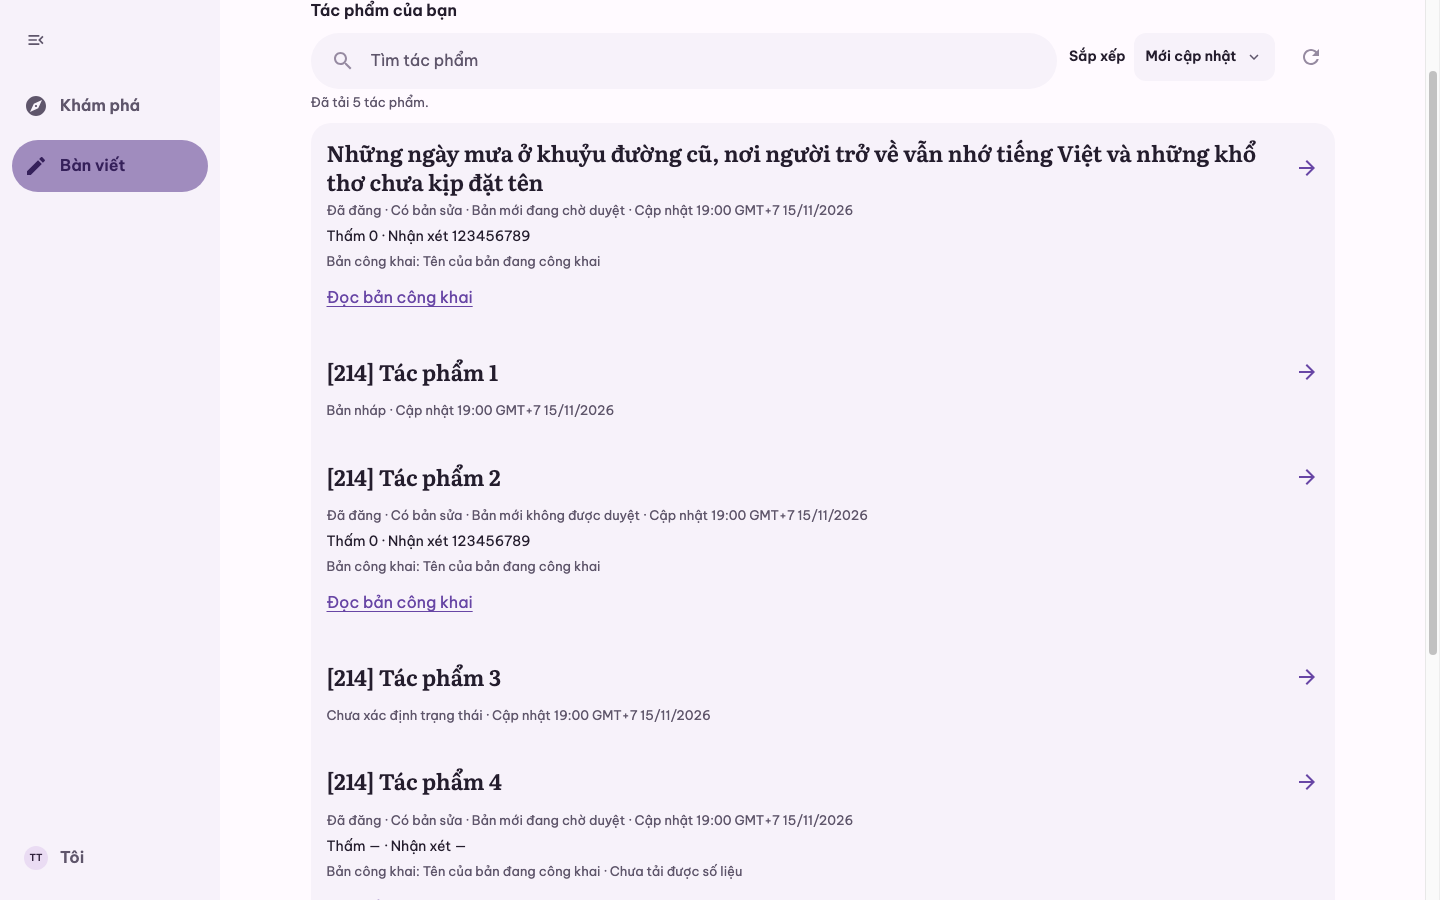 Tác phẩm của bạn
Tìm tác phẩm
Sắp xếp
Mới cập nhật
Đã tải 5 tác phẩm.
Khám phá
Bàn viết
Những ngày mưa ở khuỷu đường cũ, nơi người trở về vẫn nhớ tiếng Việt và những khổ
thơ chưa kịp đặt tên
Đã đăng · Có bản sửa · Bản mới đang chờ duyệt · Cập nhật 19:00 GMT+7 15/11/2026
Thấm 0 · Nhận xét 123456789
Bản công khai: Tên của bản đang công khai
Đọc bản công khai
[214] Tác phẩm 1
Bản nháp · Cập nhật 19:00 GMT+7 15/11/2026
[214] Tác phẩm 2
Đã đăng · Có bản sửa · Bản mới không được duyệt · Cập nhật 19:00 GMT+7 15/11/2026
Thấm 0 · Nhận xét 123456789
Bản công khai: Tên của bản đang công khai
Đọc bản công khai
[214] Tác phẩm 3
Chưa xác định trạng thái · Cập nhật 19:00 GMT+7 15/11/2026
[214] Tác phẩm 4
Đã đăng · Có bản sửa · Bản mới đang chờ duyệt · Cập nhật 19:00 GMT+7 15/11/2026
Thấm — · Nhận xét —
Bản công khai: Tên của bản đang công khai · Chưa tải được số liệu
TT
Tôi